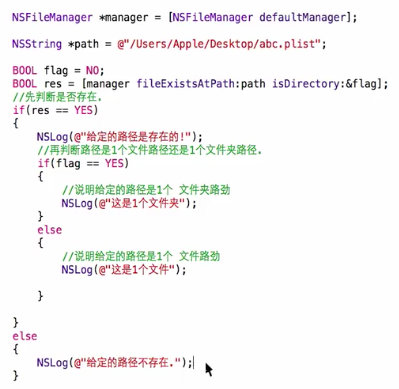 NSFileManager *manager = [NSFileManager defaultManager];
NSString *path = @"/Users/Apple/Desktop/abc.plist";
BOOL flag = NO;
BOOL res = [manager fileExistsAtPath:path isDirectory:&flag];
//先判断是否存在.
if(res == YES)
{
NSLog(@"给定的路径是存在的!");
//再判断路径是1个文件路径还是1个文件夹路径.
if(flag == YES)
{
//说明给定的路径是1个 文件夹路劲
NSLog(@"这是1个文件夹");
}
else
{
//说明给定的路径是1个 文件路劲
NSLog(@"这是1个文件");
}
}
else
{
NSLog(@"给定的路径不存在.");
}